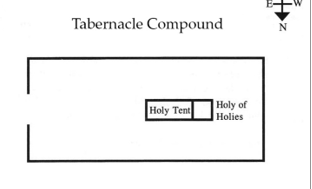 Tabernacle Compound
E W
N
Holy Tent
Holy of
Holies